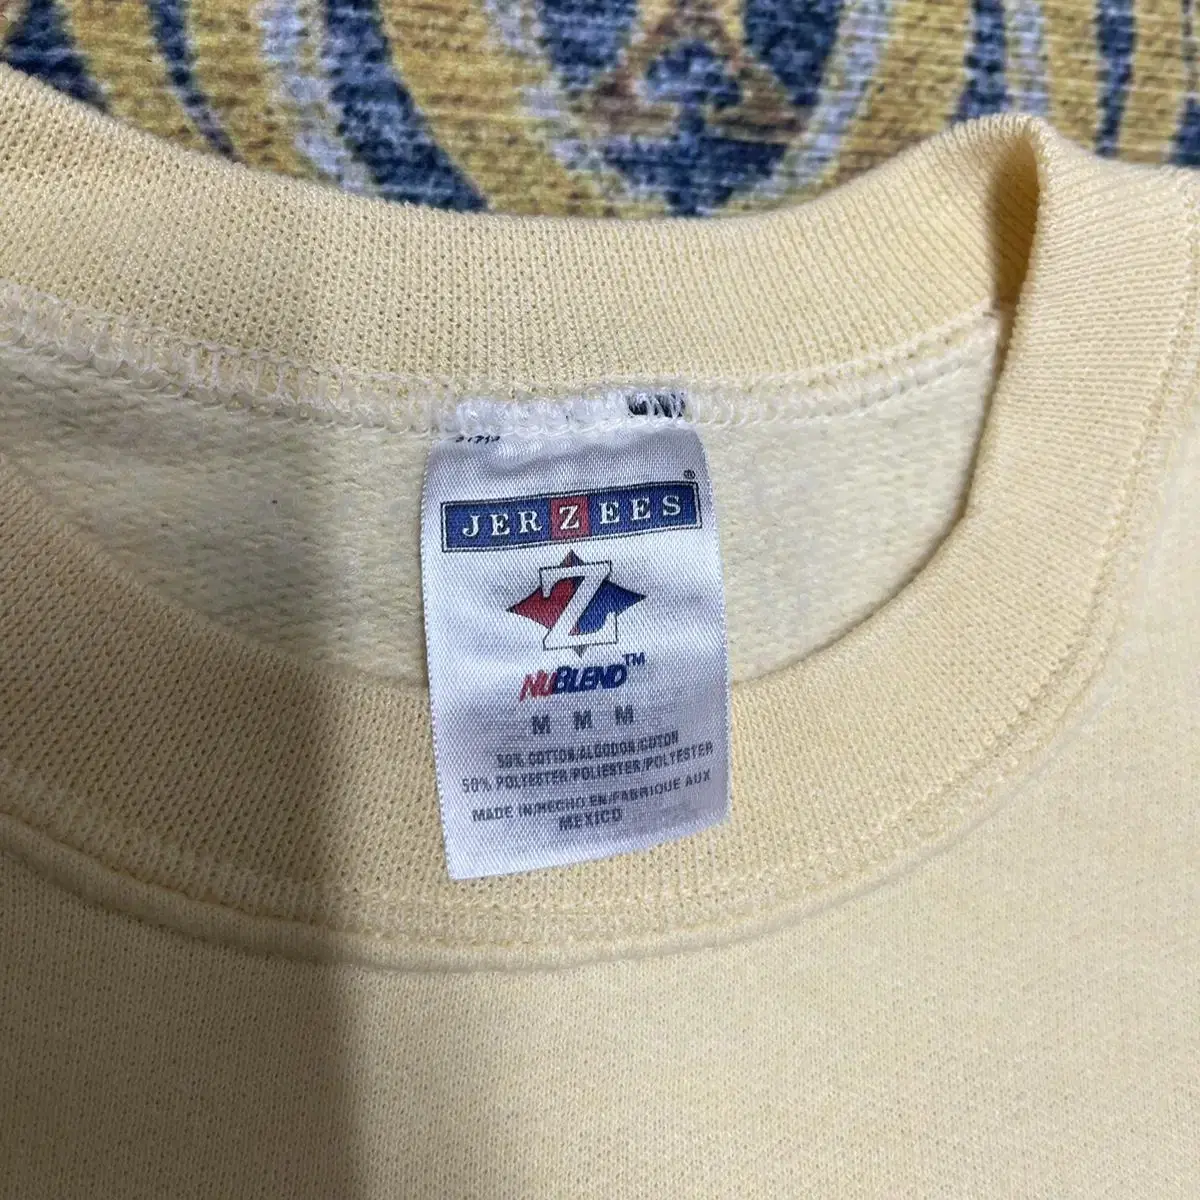 JERZEES®
Z
NUBLEND™
M M M
50% COTTON/ALGODON/COTON
50% POLYESTER/POLIESTER/POLYESTER
MADE IN/HECHO EN/FABRIQUE AUX
MEXICO